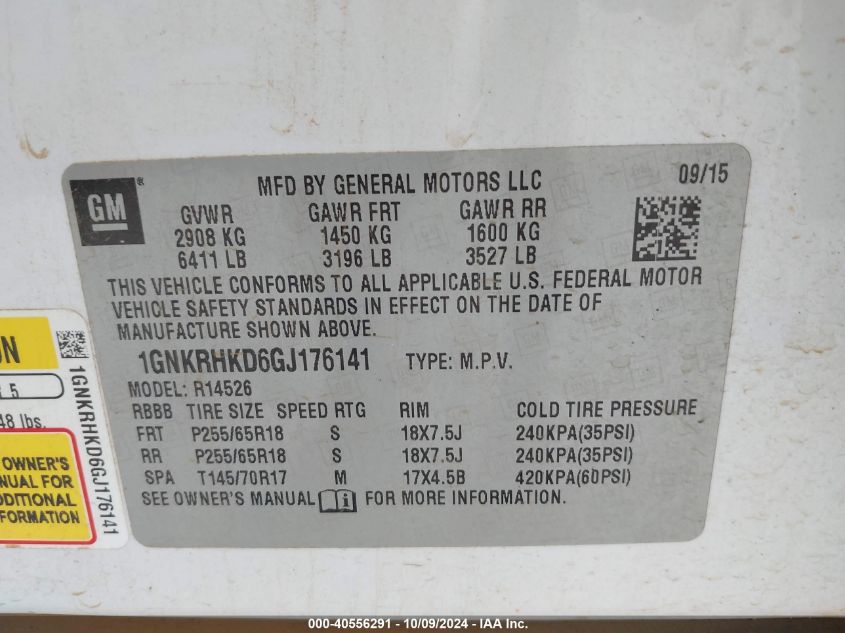 GM
®
MFD BY GENERAL MOTORS LLC 09/15
GVWR GAWR FRT GAWR RR
2908 KG 1450 KG 1600 KG
6411 LB 3196 LB 3527 LB
THIS VEHICLE CONFORMS TO ALL APPLICABLE U.S. FEDERAL MOTOR
VEHICLE SAFETY STANDARDS IN EFFECT ON THE DATE OF
MANUFACTURE SHOWN ABOVE.
1GNKRHKD6GJ176141 TYPE: M.P.V.
MODEL: R14526
RBBB TIRE SIZE SPEED RTG RIM COLD TIRE PRESSURE
FRT P255/65R18 S 18X7.5J 240KPA(35PSI)
RR P255/65R18 S 18X7.5J 240KPA(35PSI)
SPA T145/70R17 M 17X4.5B 420KPA(60PSI)
SEE OWNER'S MANUAL FOR MORE INFORMATION.
48 lbs.
OWNER'S
FOR
1GNKRHKD6GJ176141
000-40556291 - 10/09/2024 - IAA Inc.